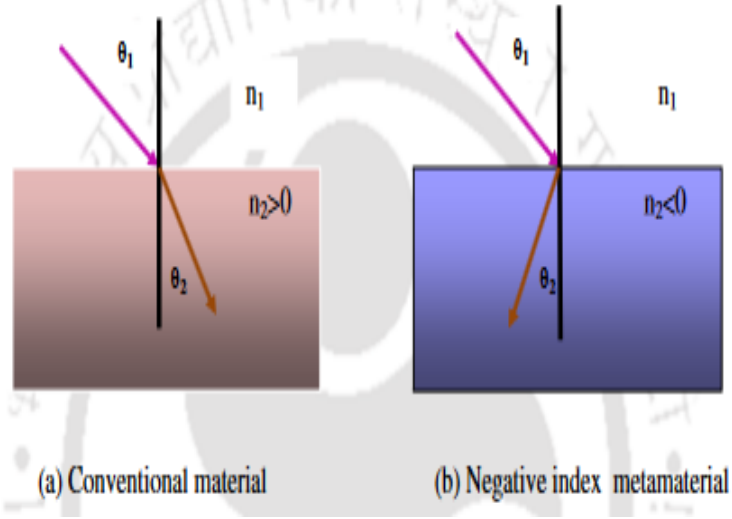 θ1
n1
n2>0
θ2
(a) Conventional material
θ1
n1
n2<0
θ2
(b) Negative index metamaterial